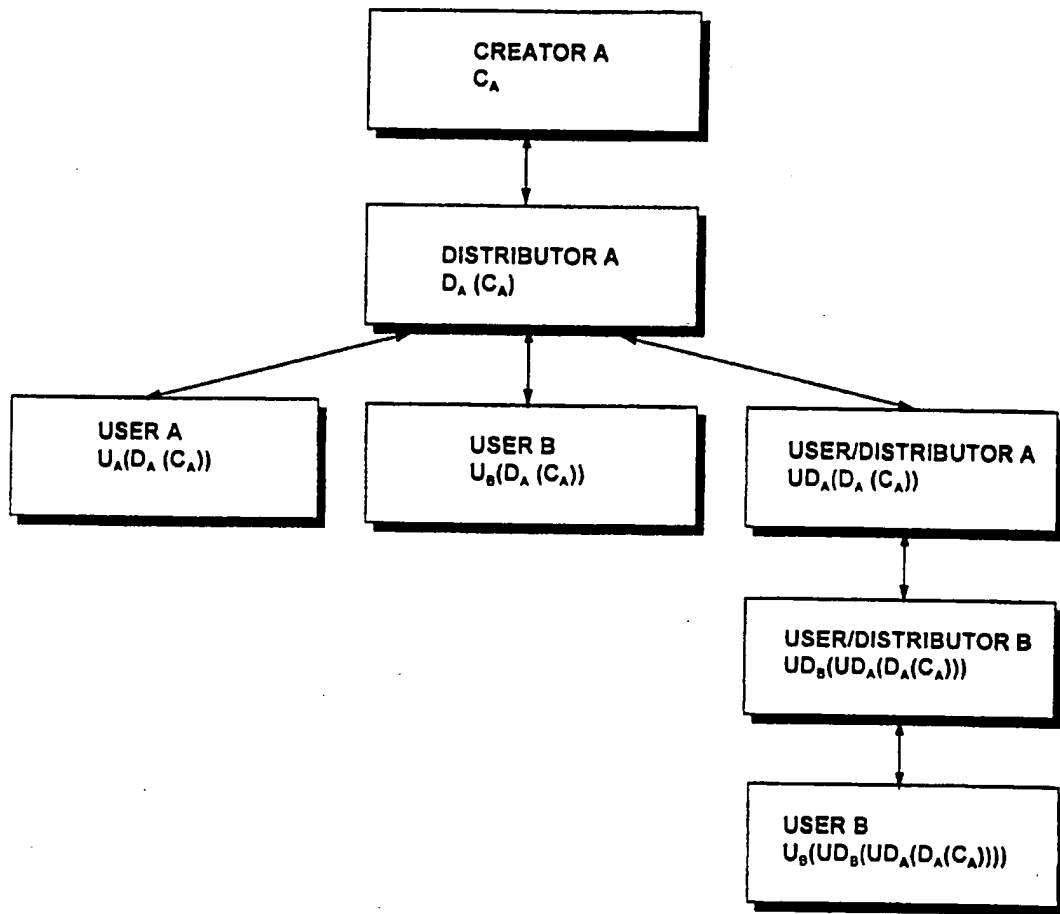 CREATOR A
C_A
DISTRIBUTOR A
D_A (C_A)
USER A
U_A(D_A (C_A))
USER B
U_B(D_A (C_A))
USER/DISTRIBUTOR A
UD_A(D_A (C_A))
USER/DISTRIBUTOR B
UD_B(UD_A(D_A(C_A)))
USER B
U_B(UD_B(UD_A(D_A(C_A))))